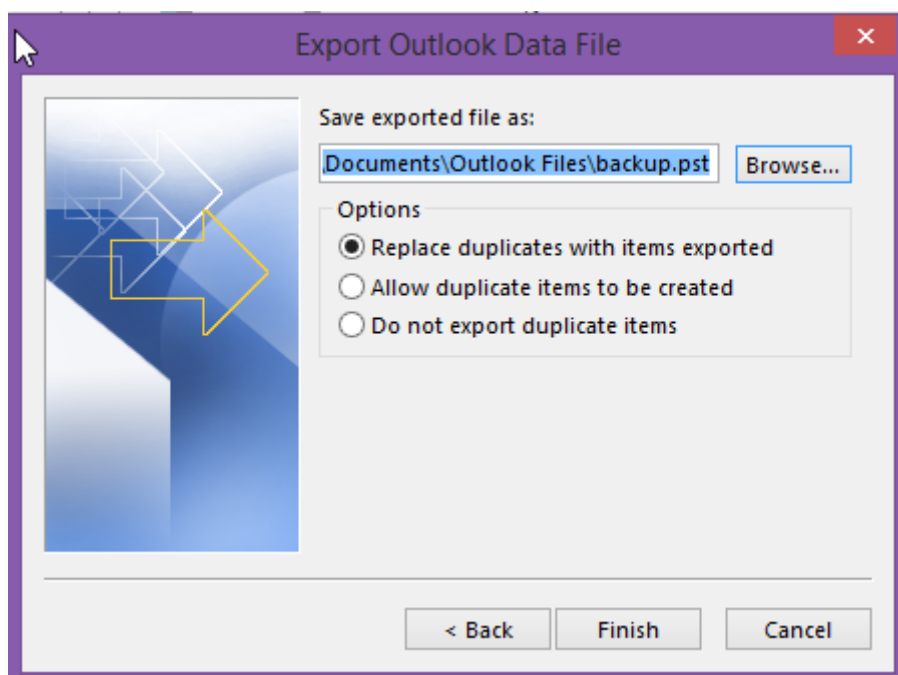 Export Outlook Data File
Save exported file as:
Documents\Outlook Files\backup.pst
Browse...
Options
Replace duplicates with items exported
Allow duplicate items to be created
Do not export duplicate items
< Back
Finish
Cancel